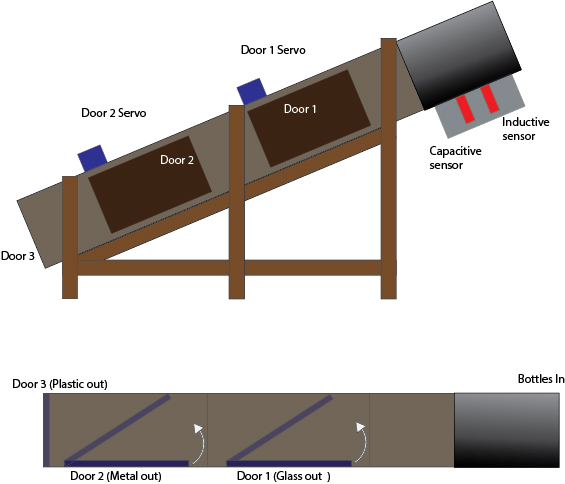 Door 1 Servo
Door 2 Servo
Door 1
Door 2
Inductive
sensor
Capacitive
sensor
Door 3
Door 3 (Plastic out)
Bottles In
Door 2 (Metal out)
Door 1 (Glass out )